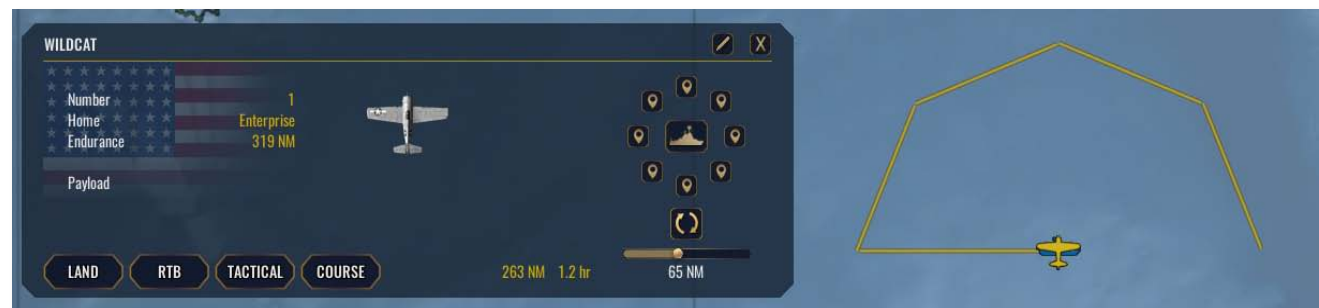 WILDCAT X
Number 1
Home Enterprise
Endurance 319 NM
Payload
LAND RTB TACTICAL COURSE 263 NM 1.2 hr 65 NM